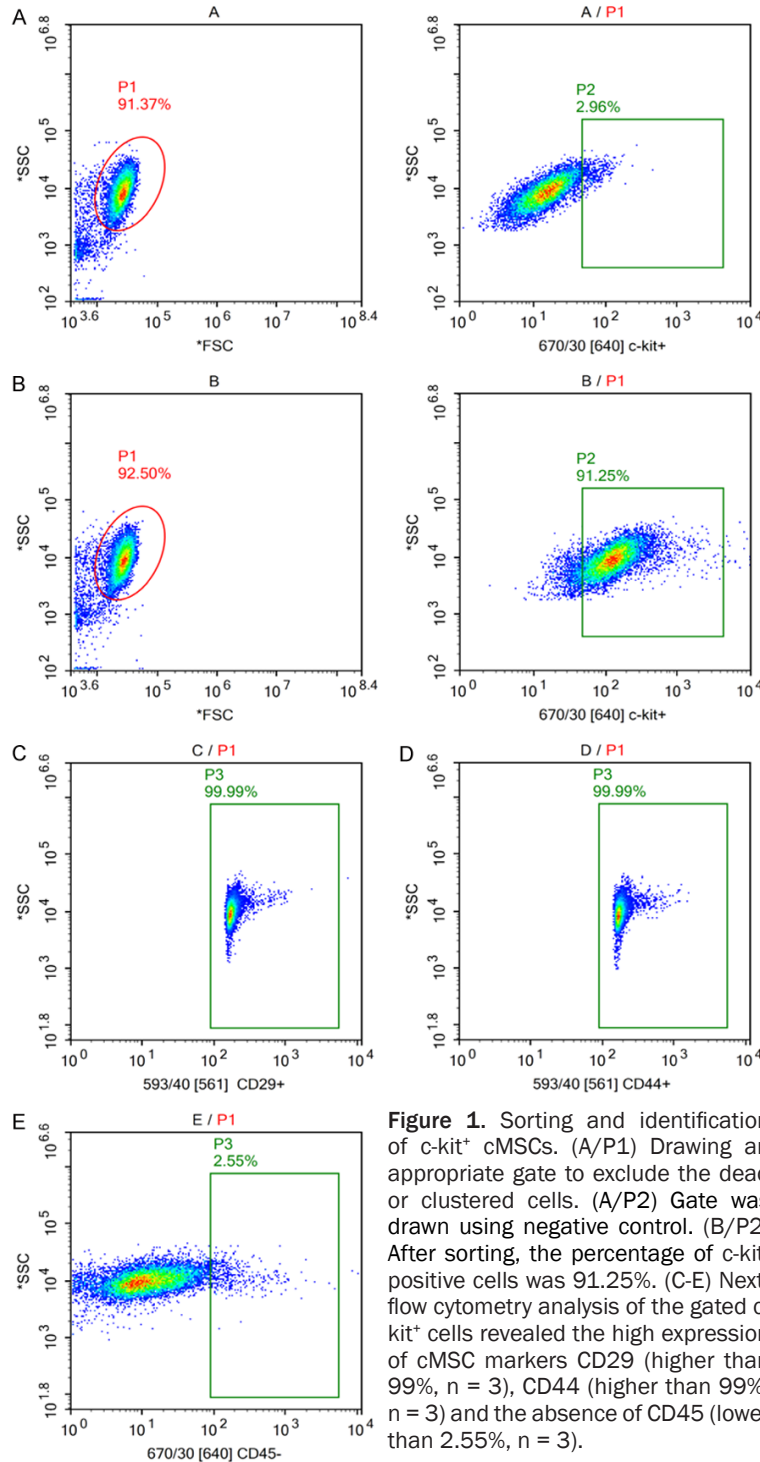 A
A
P1
91.37%
*SSC
10^6.8
10^5
10^4
10^3
10^2
10^3.6 10^5 10^6 10^7 10^8.4
*FSC
A / P1
P2
2.96%
*SSC
10^6.8
10^5
10^4
10^3
10^2
10^0 10^1 10^2 10^3 10^4
670/30 [640] c-kit+
B
B
P1
92.50%
*SSC
10^6.8
10^5
10^4
10^3
10^2
10^3.6 10^5 10^6 10^7 10^8.4
*FSC
B / P1
P2
91.25%
*SSC
10^6.8
10^5
10^4
10^3
10^2
10^0 10^1 10^2 10^3 10^4
670/30 [640] c-kit+
C
C / P1
P3
99.99%
*SSC
10^6.6
10^5
10^4
10^3
10^1.8
10^0 10^1 10^2 10^3 10^4
593/40 [561] CD29+
D
D / P1
P3
99.99%
*SSC
10^6.6
10^5
10^4
10^3
10^1.8
10^0 10^1 10^2 10^3 10^4
593/40 [561] CD44+
E
E / P1
P3
2.55%
*SSC
10^6.6
10^5
10^4
10^3
10^1.8
10^0 10^1 10^2 10^3 10^4
670/30 [640] CD45-
Figure 1. Sorting and identification
of c-kit⁺ cMSCs. (A/P1) Drawing an
appropriate gate to exclude the dead
or clustered cells. (A/P2) Gate was
drawn using negative control. (B/P2)
After sorting, the percentage of c-kit
positive cells was 91.25%. (C-E) Next,
flow cytometry analysis of the gated c-
kit⁺ cells revealed the high expression
of cMSC markers CD29 (higher than
99%, n = 3), CD44 (higher than 99%,
n = 3) and the absence of CD45 (lower
than 2.55%, n = 3).